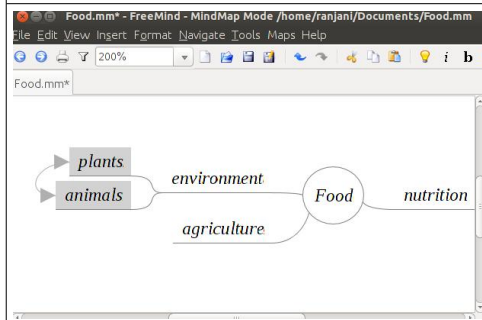 Food.mm* - FreeMind - MindMap Mode /home/ranjani/Documents/Food.mm
File Edit View Insert Format Navigate Tools Maps Help
200% i b
Food.mm*
plants
environment
animals
Food
nutrition
agriculture